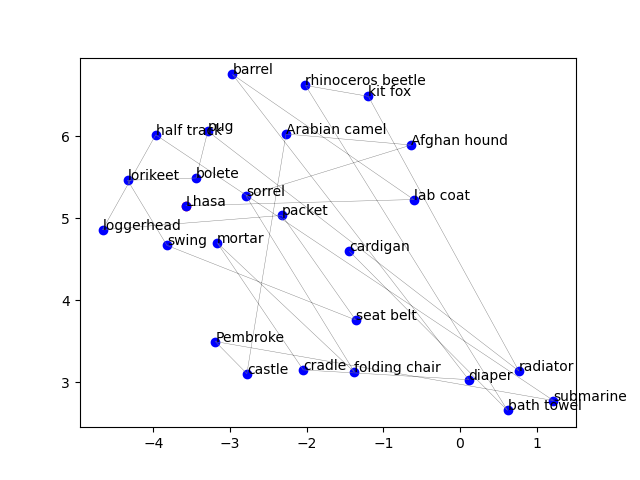 barrel
rhinoceros beetle
kit fox
half track
pug
Arabian camel
Afghan hound
lorikeet
bolete
sorrel
lab coat
Lhasa
packet
loggerhead
swing
mortar
cardigan
seat belt
Pembroke
castle
cradle
folding chair
diaper
radiator
submarine
bath towel
6
5
4
3
−4
−3
−2
−1
0
1